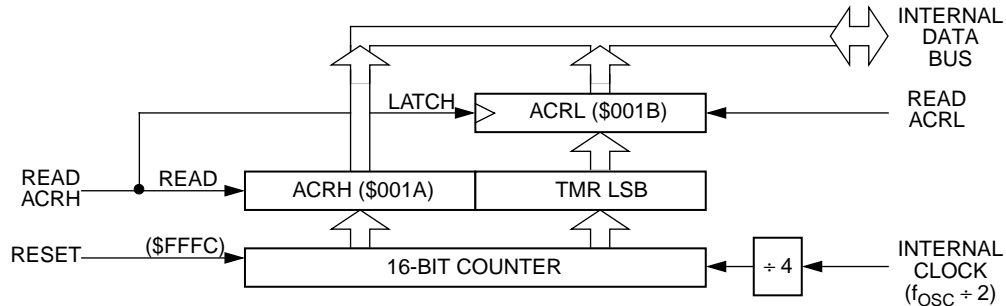 INTERNAL
DATA
BUS
LATCH
ACRL ($001B)
READ
ACRL
READ
ACRH
READ
ACRH ($001A)
TMR LSB
RESET
($FFFC)
16-BIT COUNTER
÷ 4
INTERNAL
CLOCK
(fOSC ÷ 2)